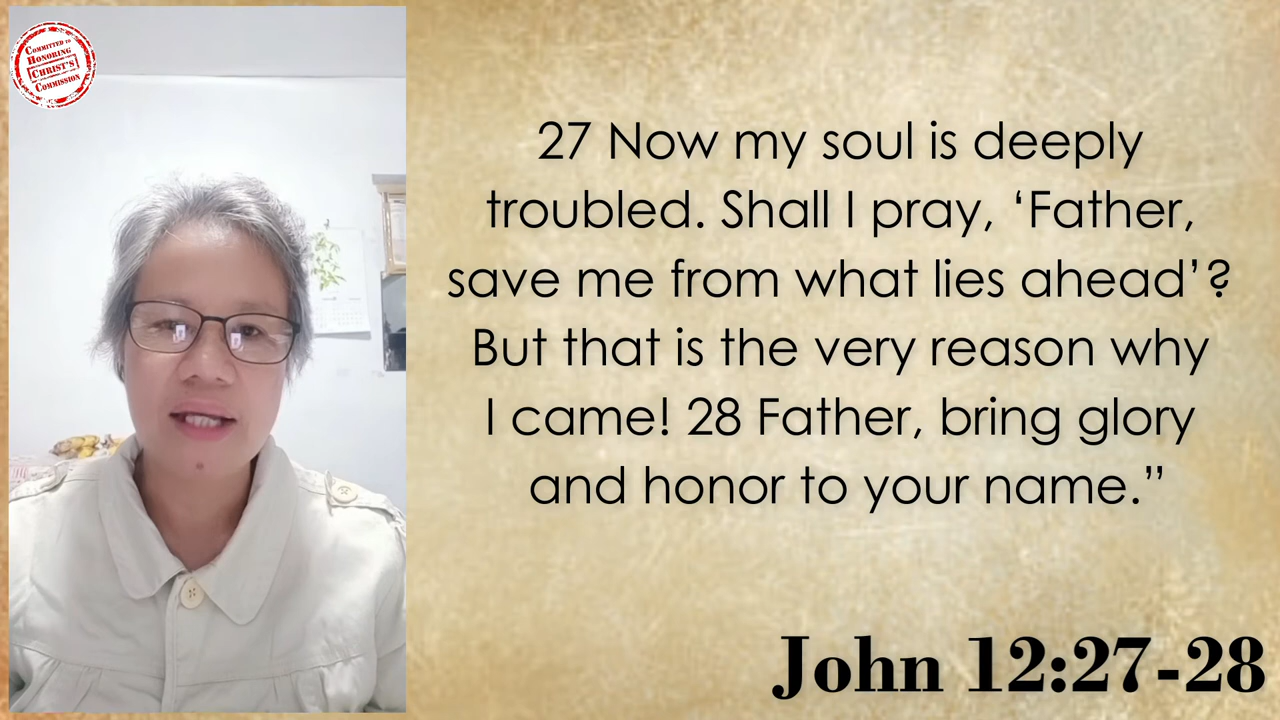 COMMITTED TO
HONORING
CHRIST'S
COMMISSION
27 Now my soul is deeply
troubled. Shall I pray, ‘Father,
save me from what lies ahead’?
But that is the very reason why
I came! 28 Father, bring glory
and honor to your name.”
John 12:27-28